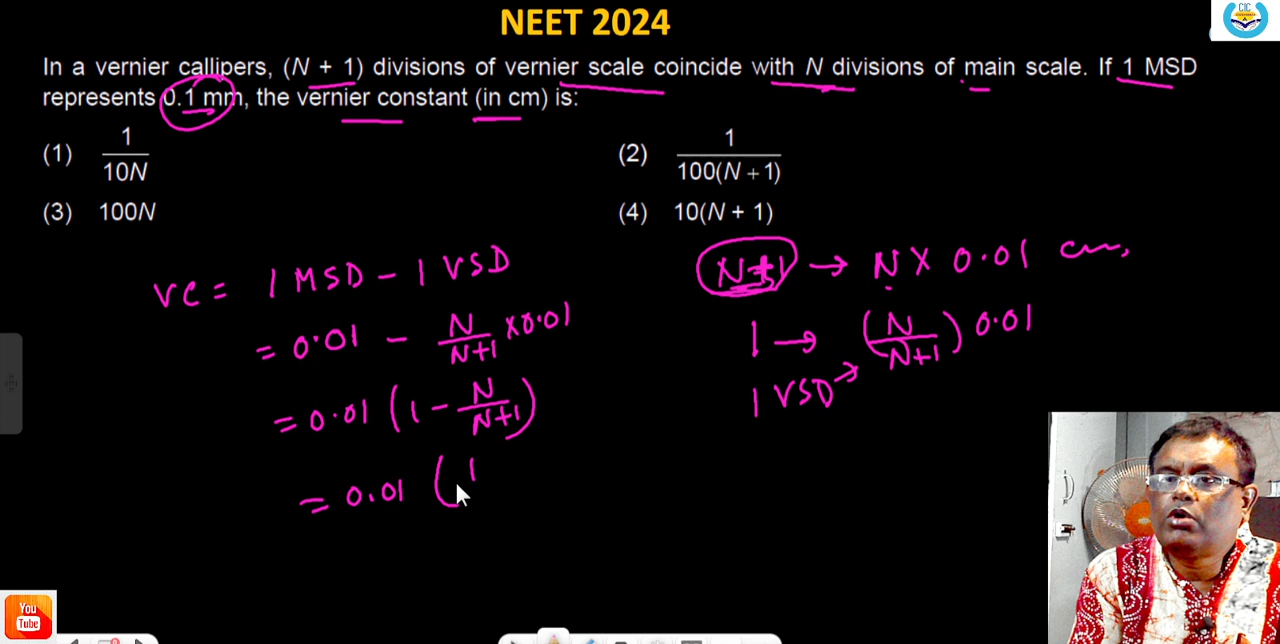 NEET 2024
CIC
In a vernier callipers, (N + 1) divisions of vernier scale coincide with N divisions of main scale. If 1 MSD
represents 0.1 mm, the vernier constant (in cm) is:
(1) 1/10N
(2) 1/100(N + 1)
(3) 100N
(4) 10(N + 1)
VC = 1 MSD - 1 VSD
= 0.01 - N/N+1 × 0.01
= 0.01 (1 - N/N+1)
= 0.01 (1
N+1 → N × 0.01 cm,
1 → (N/N+1) 0.01
1 VSD →
You
Tube